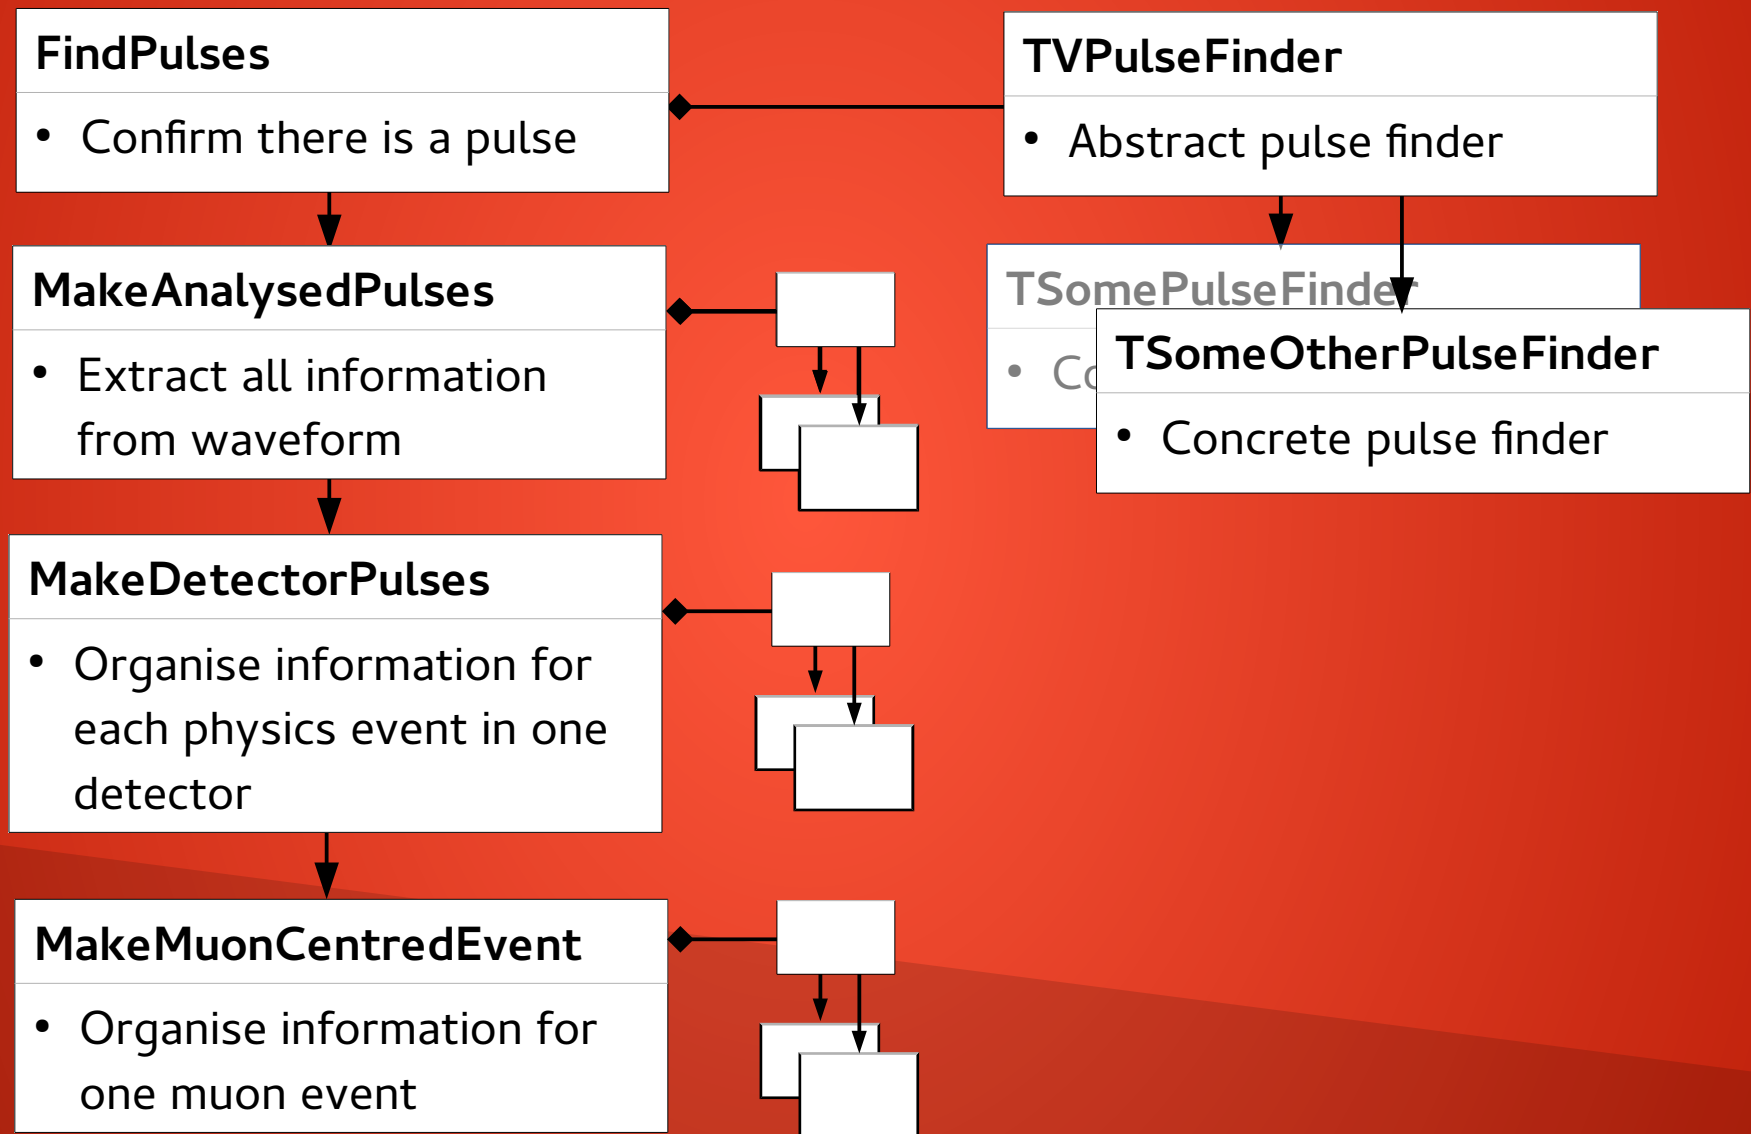 FindPulses
• Confirm there is a pulse
TVPulseFinder
• Abstract pulse finder
MakeAnalysedPulses
• Extract all information
from waveform
TSomePulseFinder
•
TSomeOtherPulseFinder
• Concrete pulse finder
MakeDetectorPulses
• Organise information for
each physics event in one
detector
MakeMuonCentredEvent
• Organise information for
one muon event